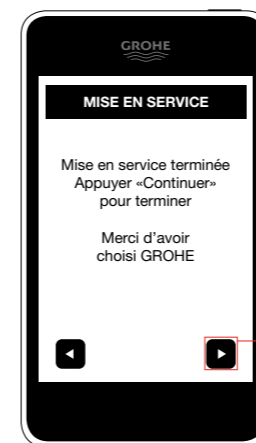 GROHE
MISE EN SERVICE
Mise en service terminée
Appuyer «Continuer»
pour terminer
Merci d’avoir
choisi GROHE